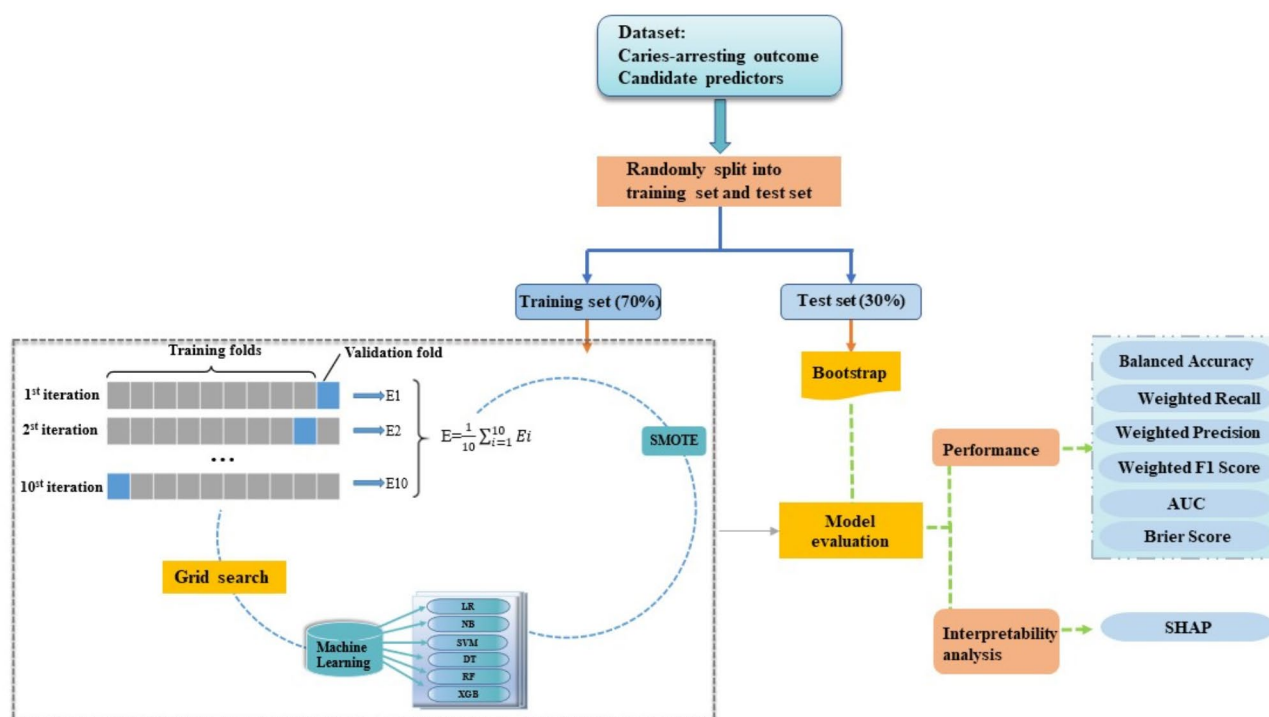 Dataset:
Caries-arresting outcome
Candidate predictors
Randomly split into
training set and test set
Training set (70%)
Test set (30%)
Training folds
Validation fold
1st iteration
E1
2st iteration
E2
...
10st iteration
E10
E=1/10 ∑_{i=1}^{10} Ei
SMOTE
Grid search
Machine
Learning
LR
NB
SVM
DT
RF
XGB
Bootstrap
Model
evaluation
Performance
Balanced Accuracy
Weighted Recall
Weighted Precision
Weighted F1 Score
AUC
Brier Score
Interpretability
analysis
SHAP